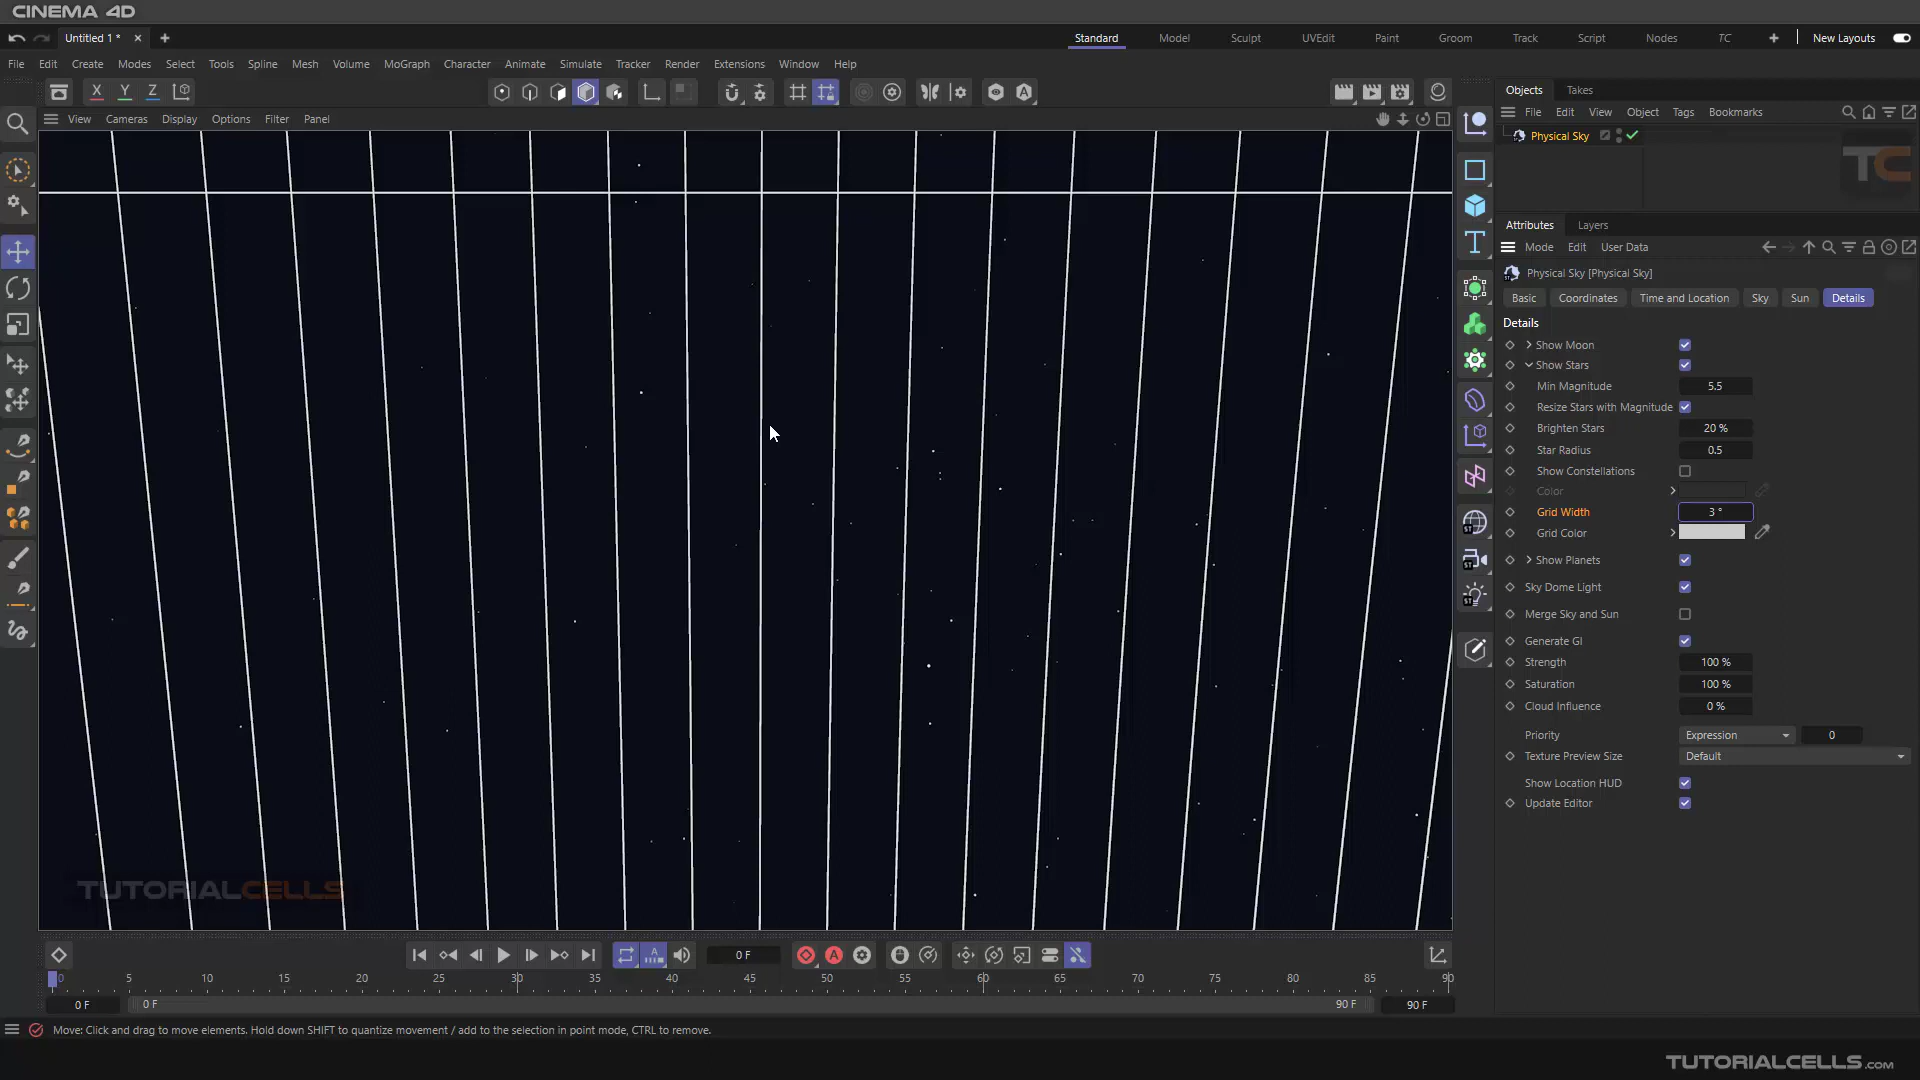 CINEMA 4D
Untitled 1 *
Standard
Model
Sculpt
UVEdit
Paint
Groom
Track
Script
Nodes
TC
New Layouts
File Edit Create Modes Select Tools Spline Mesh Volume MoGraph Character Animate Simulate Tracker Render Extensions Window Help
X Y Z
Objects Takes
View Cameras Display Options Filter Panel
File Edit View Object Tags Bookmarks
Physical Sky
TC
Attributes Layers
Mode Edit User Data
Physical Sky [Physical Sky]
Basic Coordinates Time and Location Sky Sun Details
Details
Show Moon
Show Stars
Min Magnitude 5.5
Resize Stars with Magnitude
Brighten Stars 20 %
Star Radius 0.5
Show Constellations
Color
Grid Width 3 °
Grid Color
Show Planets
Sky Dome Light
Merge Sky and Sun
Generate GI
Strength 100 %
Saturation 100 %
Cloud Influence 0 %
Priority Expression 0
Texture Preview Size Default
Show Location HUD
Update Editor
TUTORIALCELLS
0 F
0 5 10 15 20 25 30 35 40 45 50 55 60 65 70 75 80 85 90
0 F 0 F 90 F 90 F
Move: Click and drag to move elements. Hold down SHIFT to quantize movement / add to the selection in point mode, CTRL to remove.
TUTORIALCELLS.COM